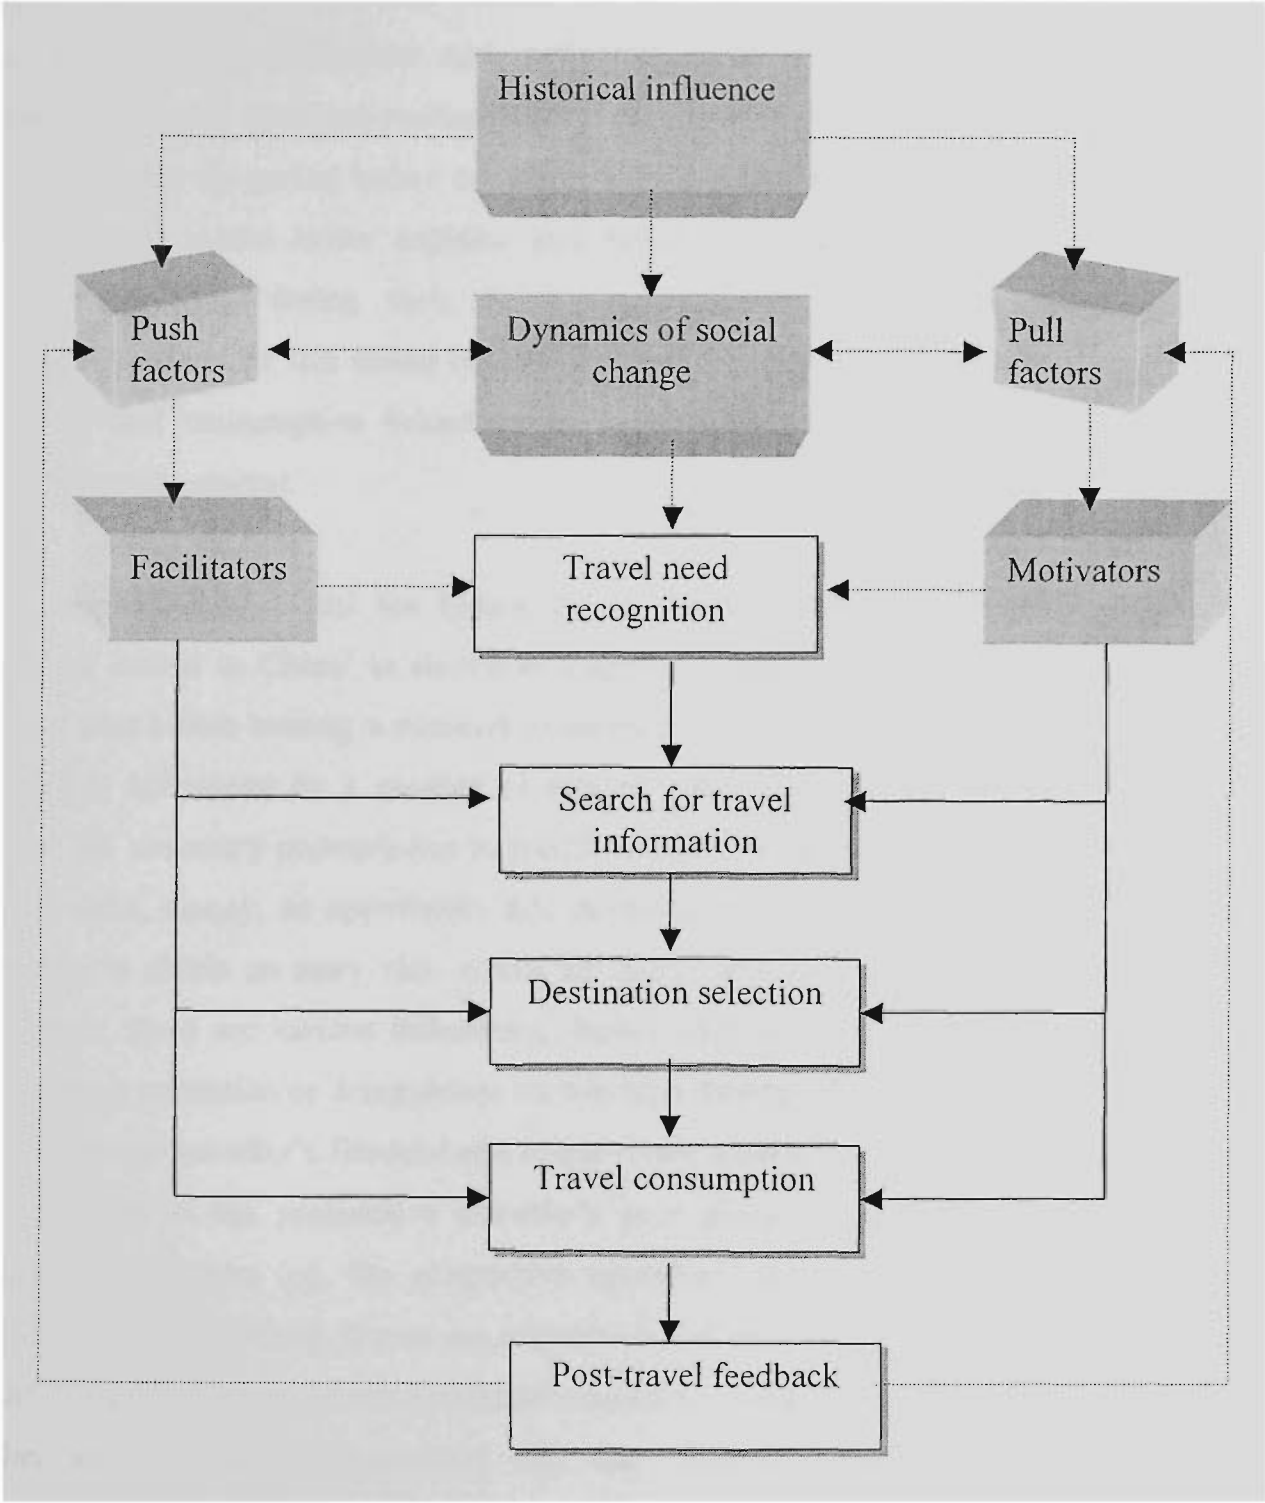 Historical influence
Push
factors
Dynamics of social
change
Pull
factors
Facilitators
Travel need
recognition
Motivators
Search for travel
information
Destination selection
Travel consumption
Post-travel feedback